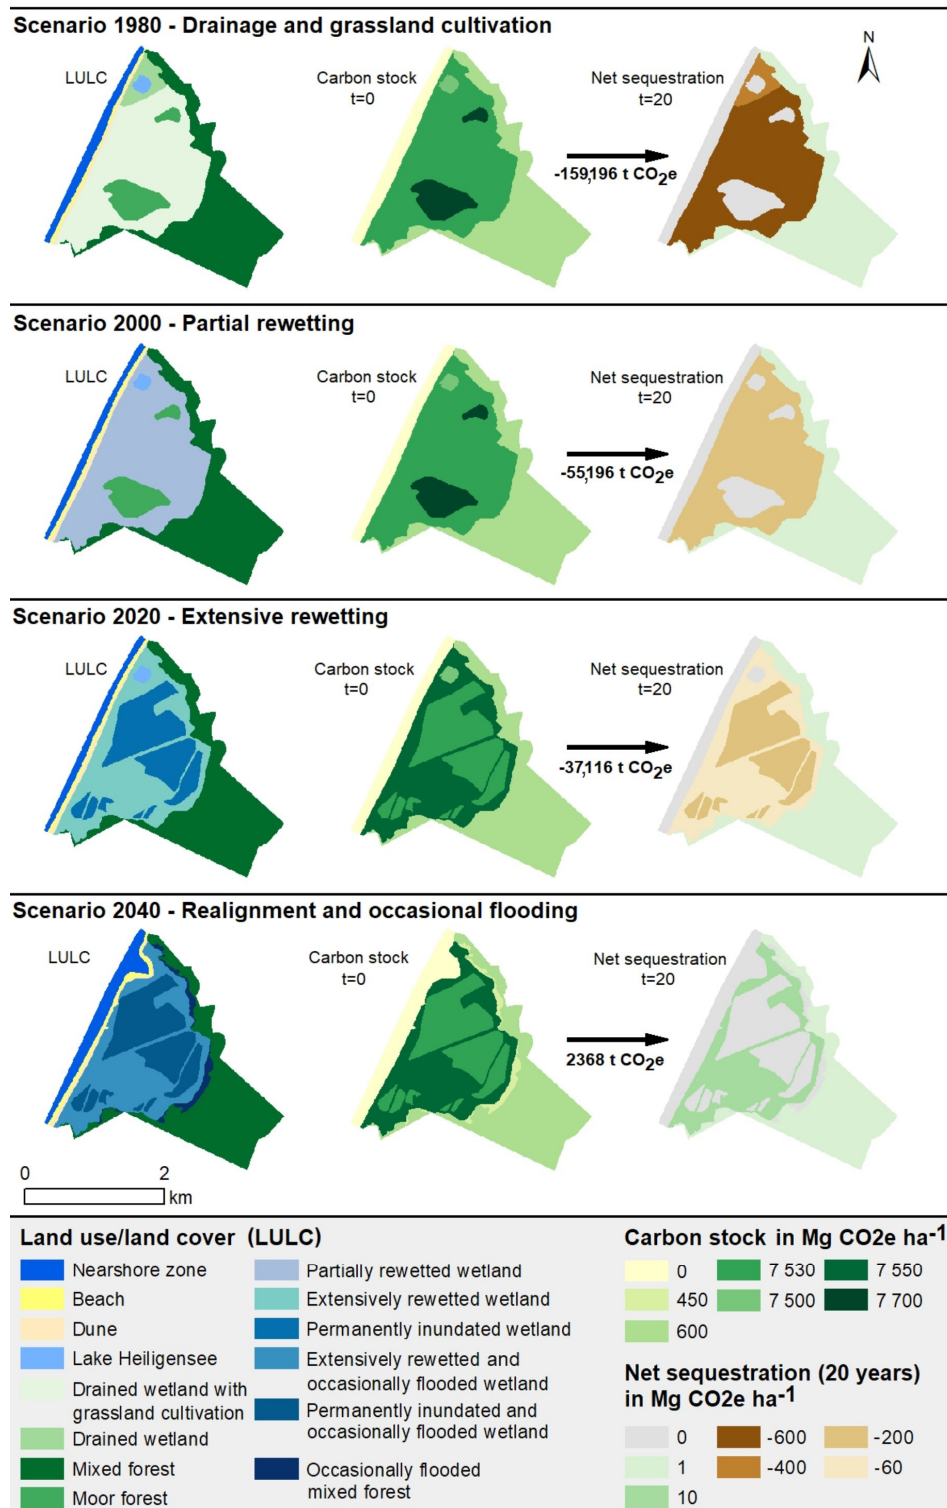 Scenario 1980 - Drainage and grassland cultivation
LULC
Carbon stock
t=0
Net sequestration
t=20
N
-159,196 t CO2e
Scenario 2000 - Partial rewetting
LULC
Carbon stock
t=0
Net sequestration
t=20
-55,196 t CO2e
Scenario 2020 - Extensive rewetting
LULC
Carbon stock
t=0
Net sequestration
t=20
-37,116 t CO2e
Scenario 2040 - Realignment and occasional flooding
LULC
Carbon stock
t=0
Net sequestration
t=20
2368 t CO2e
0 2
km
Land use/land cover (LULC)
Nearshore zone
Beach
Dune
Lake Heiligensee
Drained wetland with
grassland cultivation
Drained wetland
Mixed forest
Moor forest
Partially rewetted wetland
Extensively rewetted wetland
Permanently inundated wetland
Extensively rewetted and
occasionally flooded wetland
Permanently inundated and
occasionally flooded wetland
Occasionally flooded
mixed forest
Carbon stock in Mg CO2e ha-1
0 7 530 7 550
450 7 500 7 700
600
Net sequestration (20 years)
in Mg CO2e ha-1
0 -600 -200
1 -400 -60
10